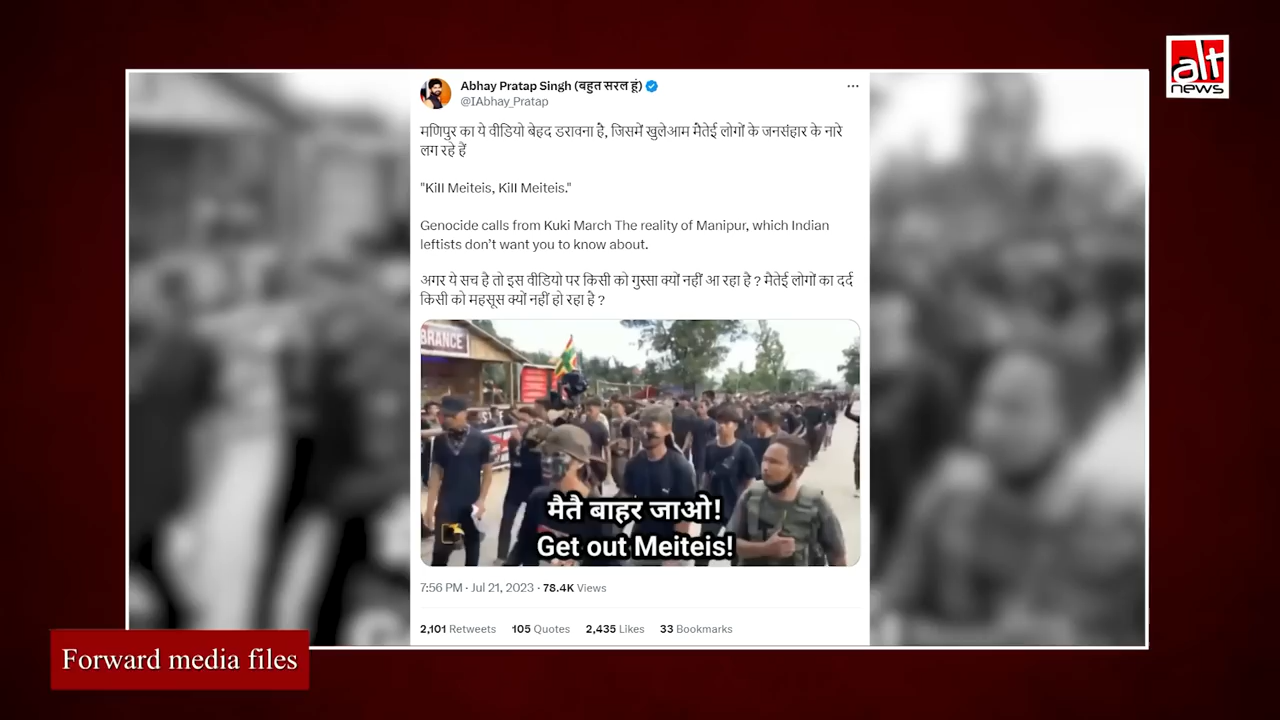 alt
news
Abhay Pratap Singh (बहुत सरल हूं)
@IAbhay_Pratap
मणिपुर का ये वीडियो बेहद डरावना है, जिसमें खुलेआम मैतेई लोगों के जनसंहार के नारे
लग रहे हैं
"Kill Meiteis, Kill Meiteis."
Genocide calls from Kuki March The reality of Manipur, which Indian
leftists don't want you to know about.
अगर ये सच है तो इस वीडियो पर किसी को गुस्सा क्यों नहीं आ रहा है ? मैतेई लोगों का दर्द
किसी को महसूस क्यों नहीं हो रहा है ?
BRANCE
मैतै बाहर जाओ!
Get out Meiteis!
7:56 PM · Jul 21, 2023 · 78.4K Views
2,101 Retweets 105 Quotes 2,435 Likes 33 Bookmarks
Forward media files